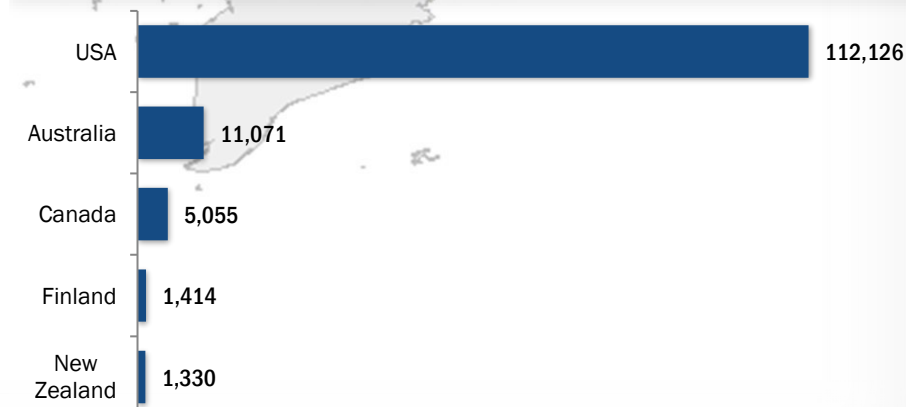 USA 112,126
Australia 11,071
Canada 5,055
Finland 1,414
New
Zealand 1,330